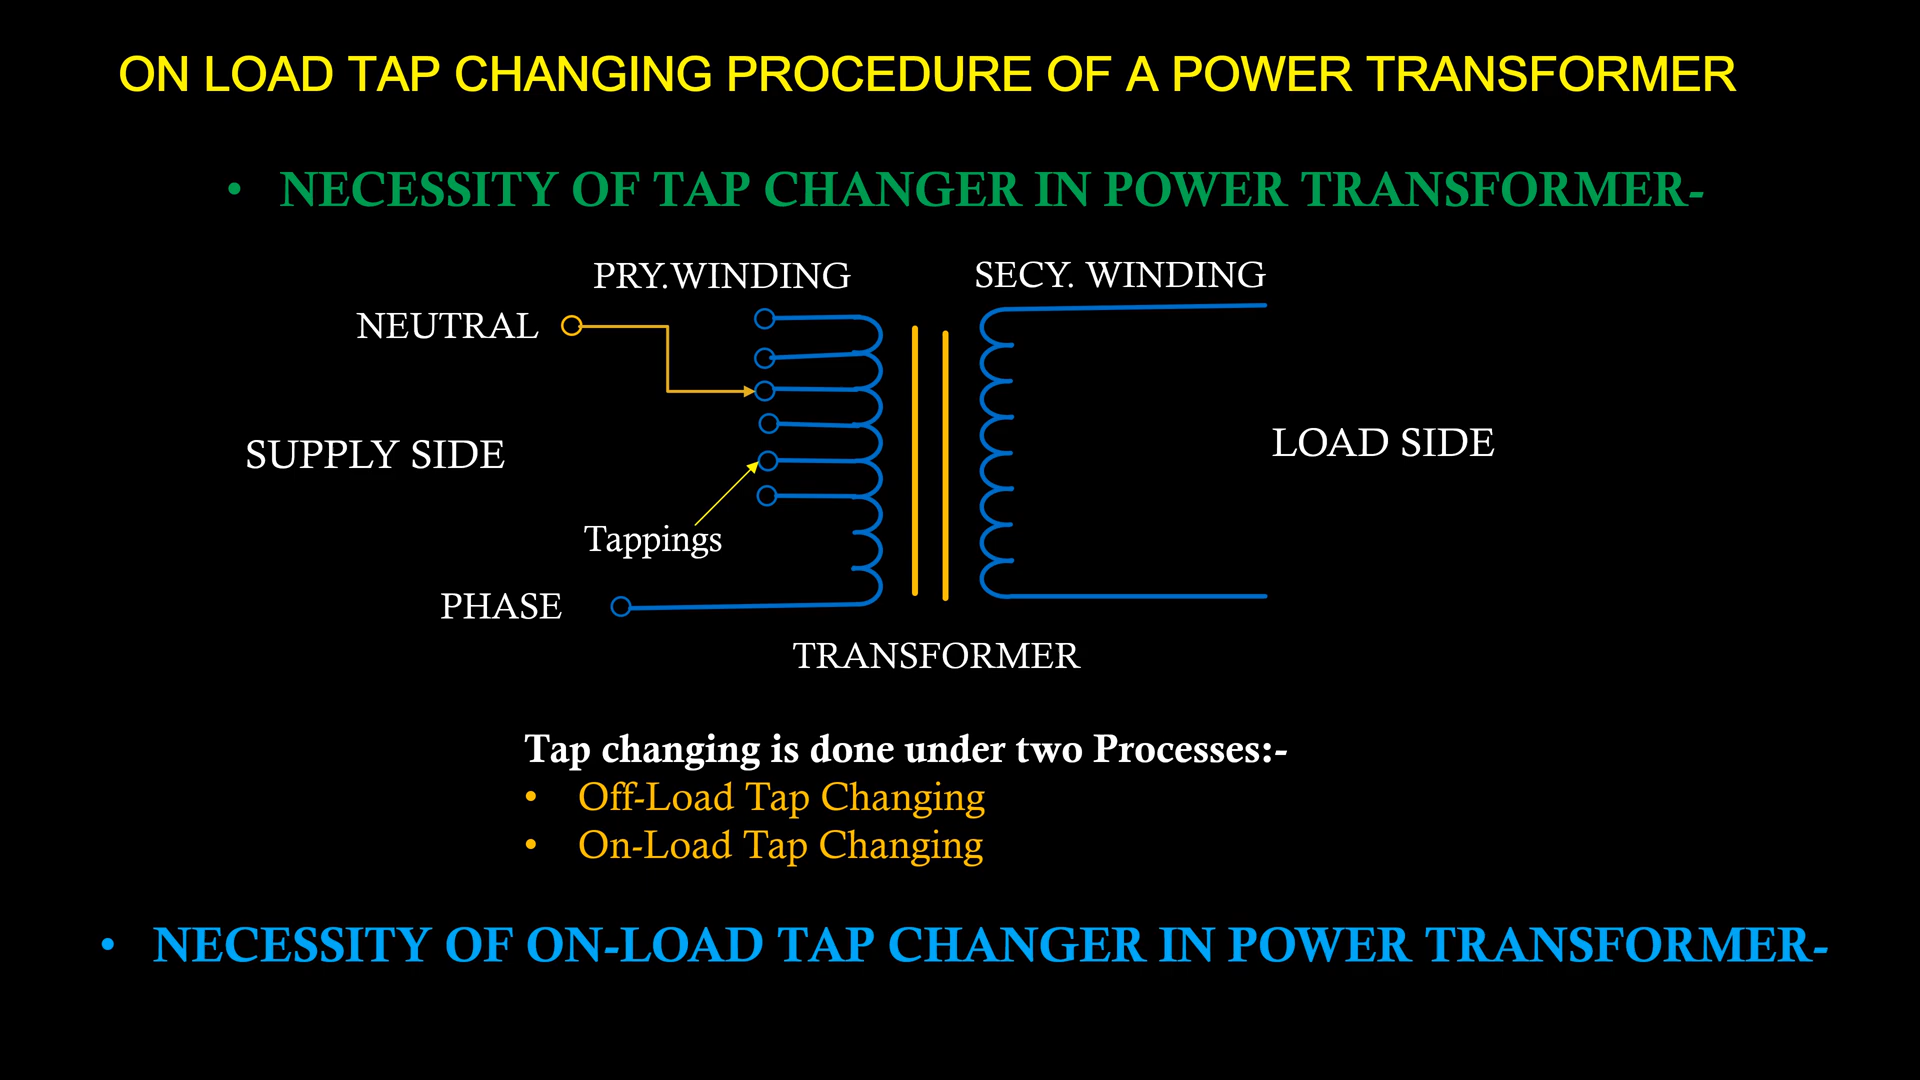 ON LOAD TAP CHANGING PROCEDURE OF A POWER TRANSFORMER
• NECESSITY OF TAP CHANGER IN POWER TRANSFORMER-
PRY.WINDING
SECY. WINDING
NEUTRAL
SUPPLY SIDE
LOAD SIDE
Tappings
PHASE
TRANSFORMER
Tap changing is done under two Processes:-
• Off-Load Tap Changing
• On-Load Tap Changing
• NECESSITY OF ON-LOAD TAP CHANGER IN POWER TRANSFORMER-